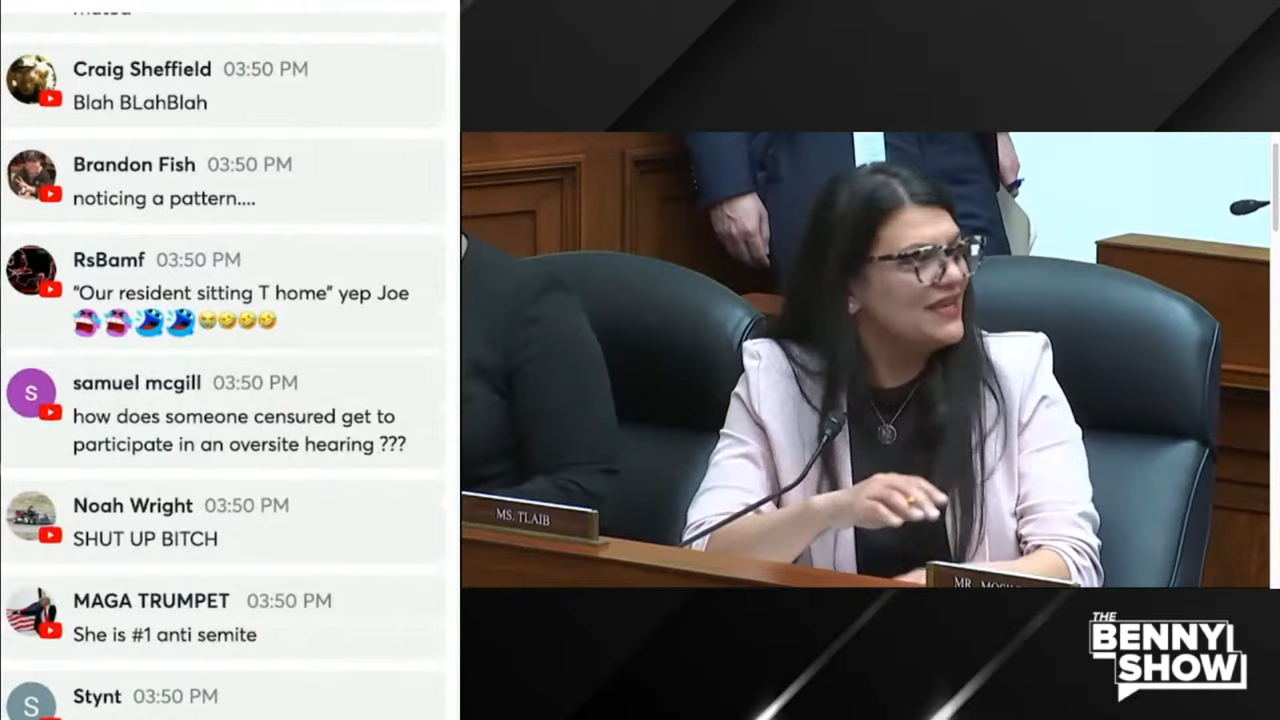 Craig Sheffield 03:50 PM
Blah BLahBlah
Brandon Fish 03:50 PM
noticing a pattern....
RsBamf 03:50 PM
"Our resident sitting T home" yep Joe
S
samuel mcgill 03:50 PM
how does someone censured get to
participate in an oversite hearing ???
Noah Wright 03:50 PM
SHUT UP BITCH
MAGA TRUMPET 03:50 PM
She is #1 anti semite
S
Stynt 03:50 PM
MS. TLAIB
MR.
THE
BENNY
SHOW